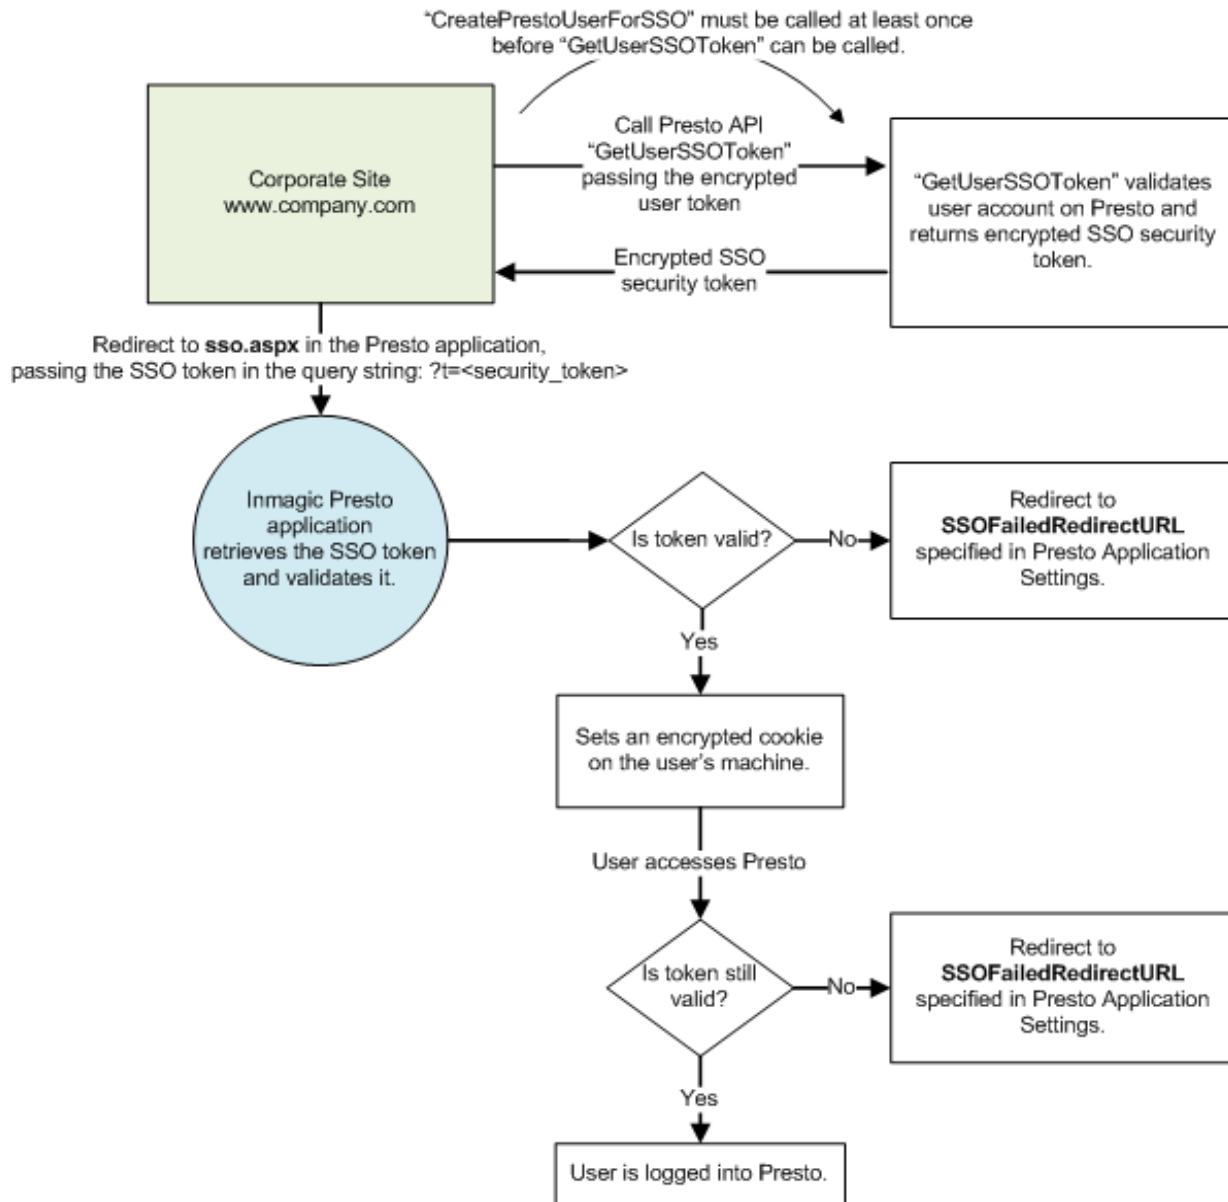 “CreatePrestoUserForSSO” must be called at least once
before “GetUserSSOToken” can be called.
Corporate Site
www.company.com
Call Presto API
“GetUserSSOToken”
passing the encrypted
user token
“GetUserSSOToken” validates
user account on Presto and
returns encrypted SSO security
token.
Encrypted SSO
security token
Redirect to sso.aspx in the Presto application,
passing the SSO token in the query string: ?t=<security_token>
Inmagic Presto
application
retrieves the SSO token
and validates it.
Is token valid?
No
Redirect to
SSOFailedRedirectURL
specified in Presto Application
Settings.
Yes
Sets an encrypted cookie
on the user’s machine.
User accesses Presto
Is token still
valid?
No
Redirect to
SSOFailedRedirectURL
specified in Presto Application
Settings.
Yes
User is logged into Presto.